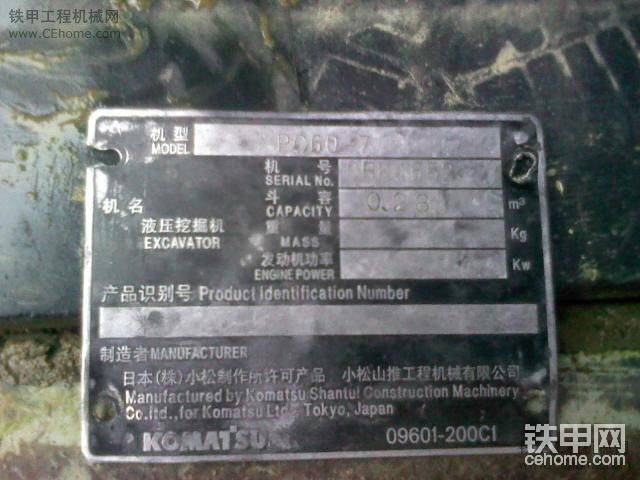 铁甲工程机械网
www.CEhome.com
机型 MODEL PC60-7
机号 SERIAL No.
斗容 CAPACITY 0.28 m³
机名
液压挖掘机 EXCAVATOR
重量 MASS Kg
发动机功率 ENGINE POWER Kw
产品识别号 Product Identification Number
制造者 MANUFACTURER
日本(株)小松制作所许可产品 小松山推工程机械有限公司
Manufactured by Komatsu Shantui Construction Machinery
Co.ltd., for Komatsu Ltd., Tokyo, Japan
KOMATSU 09601-200C1
铁甲网
cehome.com